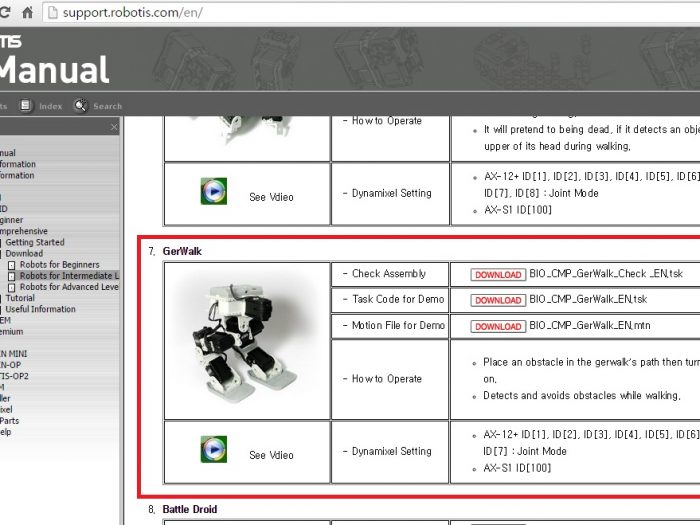 support.robotis.com/en/
TIS
Manual
ts Index Search
nual
formation
formation
ID
ginner
mprehensive
Getting Started
Download
Robots for Beginners
Robots for Intermediate L
Robots for Advanced Leve
Tutorial
Useful Information
EM
emium
N MINI
N-OP
TIS-OP2
M
ller
ixel
Parts
elp
- How to Operate
It will pretend to being dead, if it detects an obje
upper of its head during walking,
See Vdieo
- Dynamixel Setting
AX-12+ ID[1], ID[2], ID[3], ID[4], ID[5], ID[6]
ID[7], ID[8] : Joint Mode
AX-S1 ID[100]
7. GerWalk
- Check Assembly
DOWNLOAD BIO_CMP_GerWalk_Check _EN.tsk
- Task Code for Demo
DOWNLOAD BIO_CMP_GerWalk_EN.tsk
- Motion File for Demo
DOWNLOAD BIO_CMP_GerWalk_EN.mtn
- How to Operate
Place an obstacle in the gerwalk's path then turn
on,
Detects and avoids obstacles while walking,
See Vdieo
- Dynamixel Setting
AX-12+ ID[1], ID[2], ID[3], ID[4], ID[5], ID[6]
ID[7] : Joint Mode
AX-S1 ID[100]
8. Battle Droid